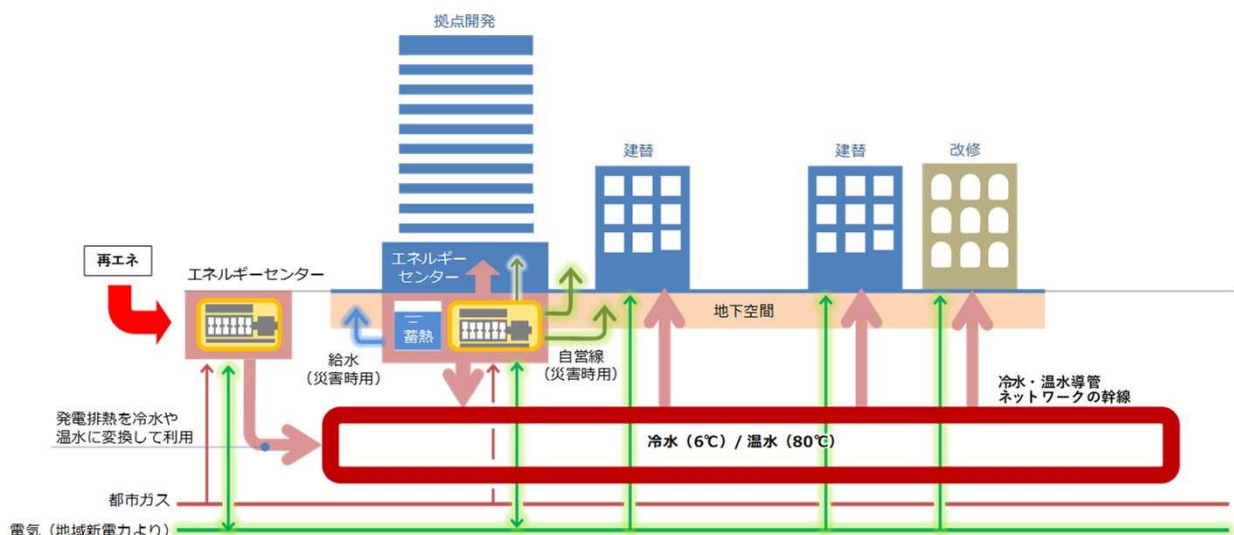 拠点開発
建替
建替
改修
再エネ
エネルギーセンター
エネルギー
センター
蓄熱
地下空間
給水
（災害時用）
自営線
（災害時用）
冷水・温水導管
ネットワークの幹線
発電排熱を冷水や
温水に変換して利用
冷水（6℃）/ 温水（80℃）
都市ガス
電気（地域新電力より）